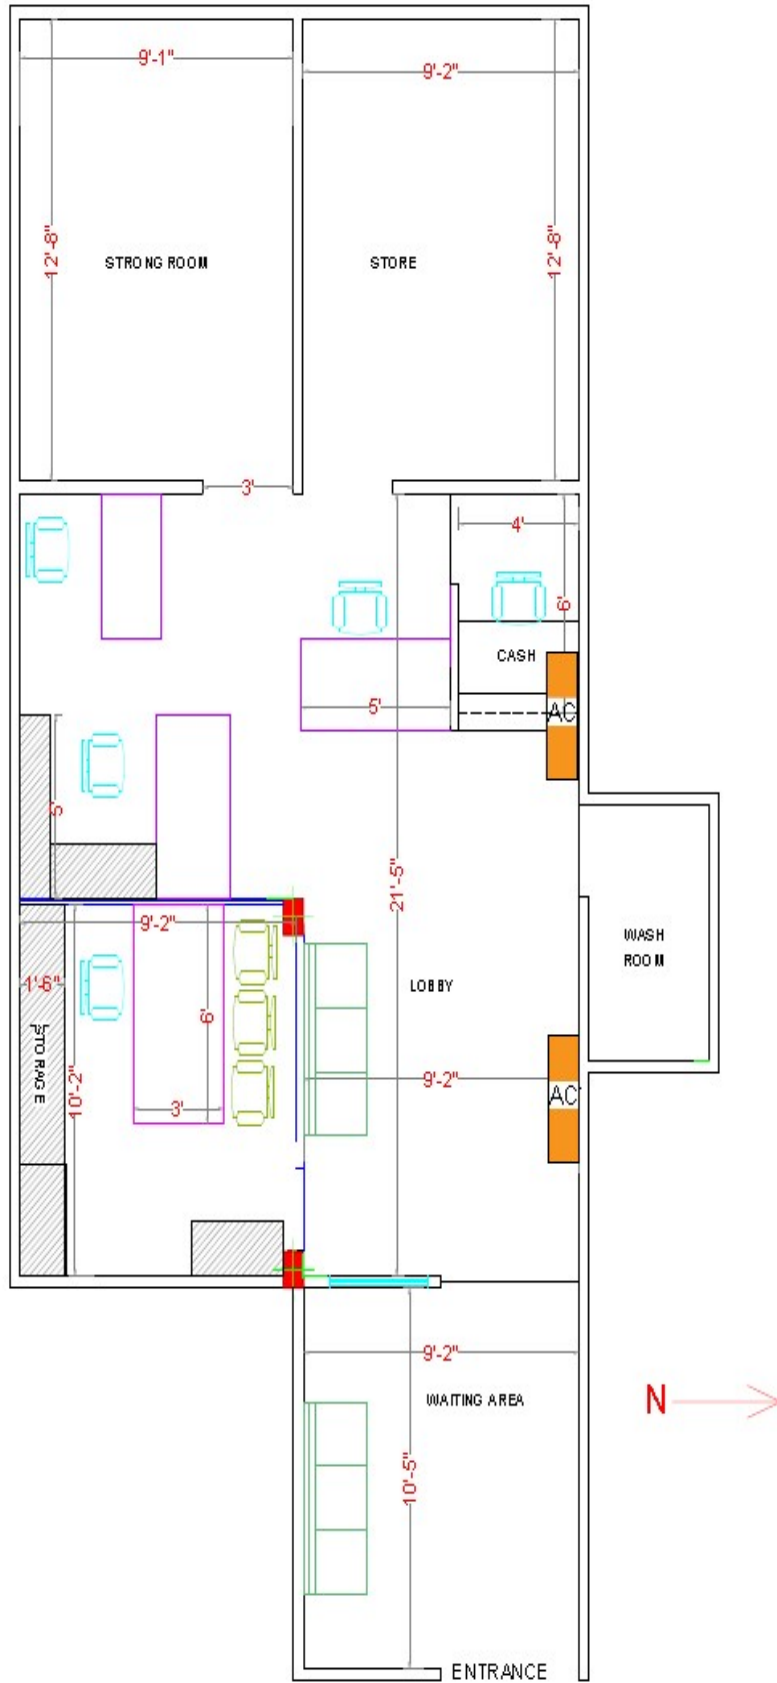 9'-1"
9'-2"
12'-8"
12'-8"
STRONG ROOM
STORE
3'
4'
6'
CASH
5'
AC
5'
21'-5"
9'-2"
WASH
ROOM
LOBBY
1'-6"
6'
STORAGE
10'-2"
9'-2"
AC
3'
9'-2"
WAITING AREA
N
10'-5"
ENTRANCE